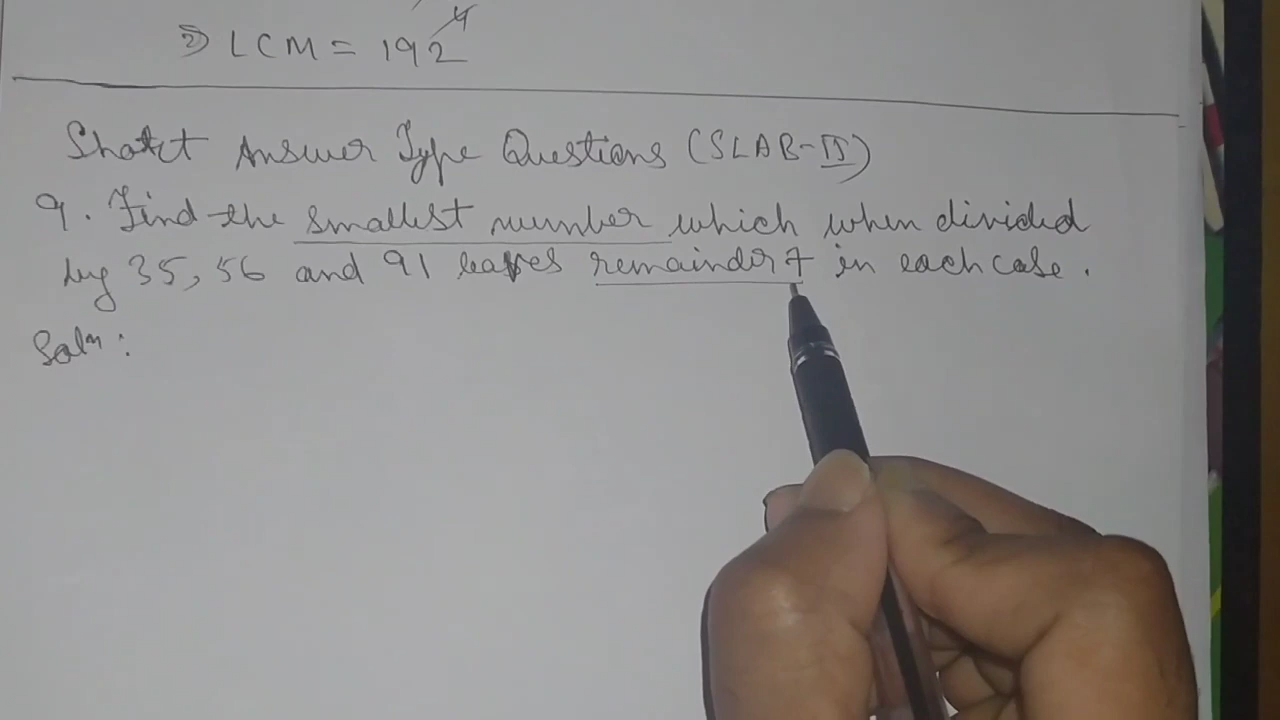 ⇒ LCM = 192
Short Answer Type Questions (SLAB-II)
9. Find the smallest number which when divided
by 35, 56 and 91 leaves remainder 7 in each case.
Solⁿ: